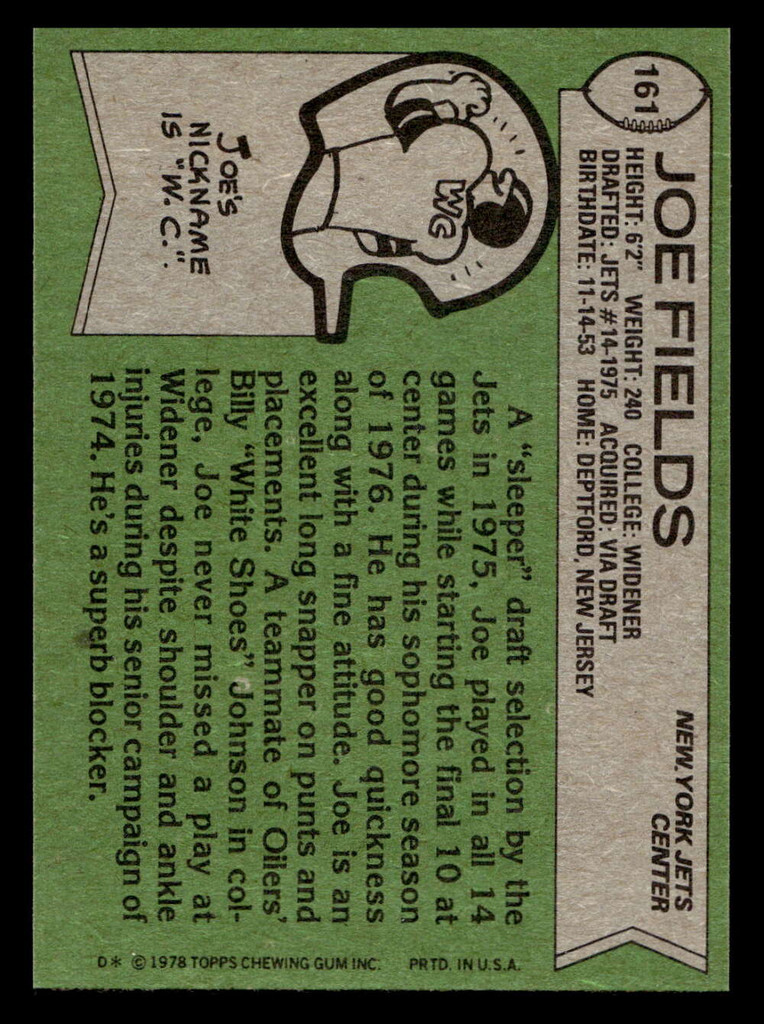 161
JOE FIELDS
NEW YORK JETS
CENTER
HEIGHT: 6'2" WEIGHT: 240 COLLEGE: WIDENER
DRAFTED: JETS #14-1975 ACQUIRED: VIA DRAFT
BIRTHDATE: 11-14-53 HOME: DEPTFORD, NEW JERSEY
WC
JOE'S
NICKNAME
IS "W.C."
A "sleeper" draft selection by the
Jets in 1975, Joe played in all 14
games while starting the final 10 at
center during his sophomore season
of 1976. He has good quickness
along with a fine attitude. Joe is an
excellent long snapper on punts and
placements. A teammate of Oilers'
Billy "White Shoes" Johnson in col-
lege, Joe never missed a play at
Widener despite shoulder and ankle
injuries during his senior campaign of
1974. He's a superb blocker.
D* © 1978 TOPPS CHEWING GUM INC. PRTD. IN U.S.A.